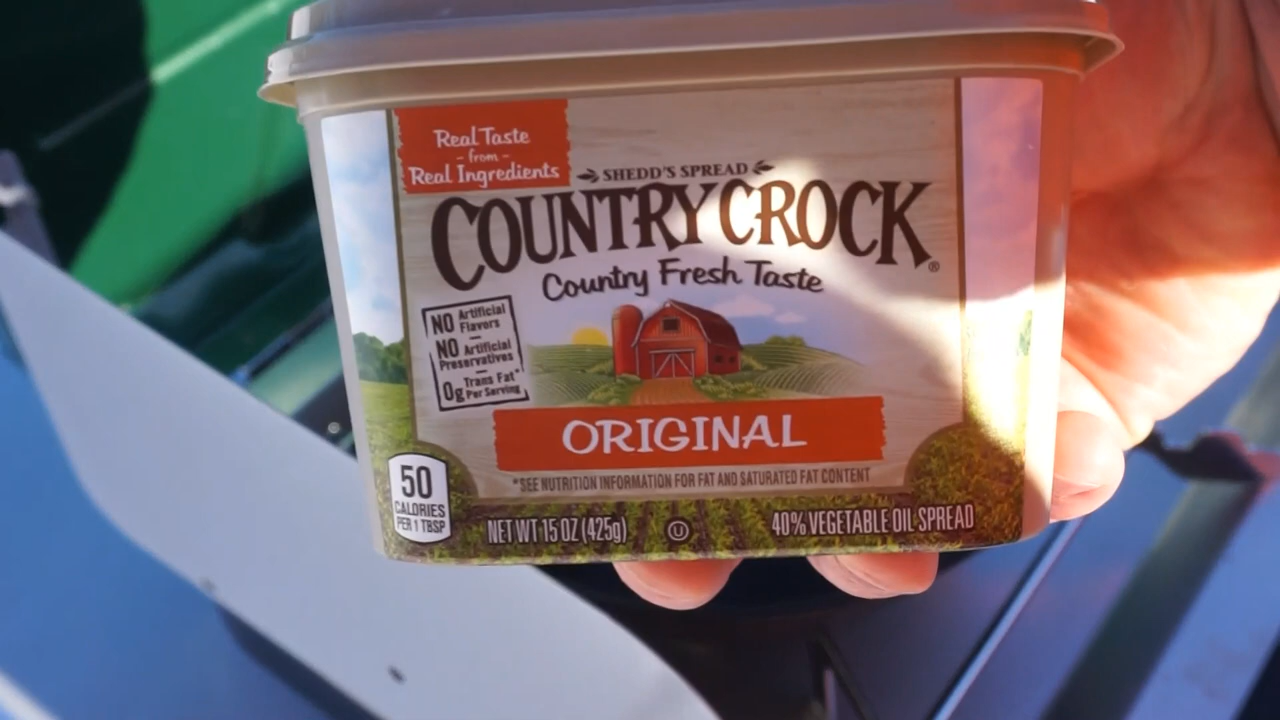 Real Taste
- from -
Real Ingredients
SHEDD'S SPREAD
COUNTRY CROCK®
Country Fresh Taste
NO Artificial
Flavors
NO Artificial
Preservatives
0g Trans Fat*
Per Serving
ORIGINAL
*SEE NUTRITION INFORMATION FOR FAT AND SATURATED FAT CONTENT
50
CALORIES
PER 1 TBSP
NET WT 15 OZ (425g)
U
40% VEGETABLE OIL SPREAD